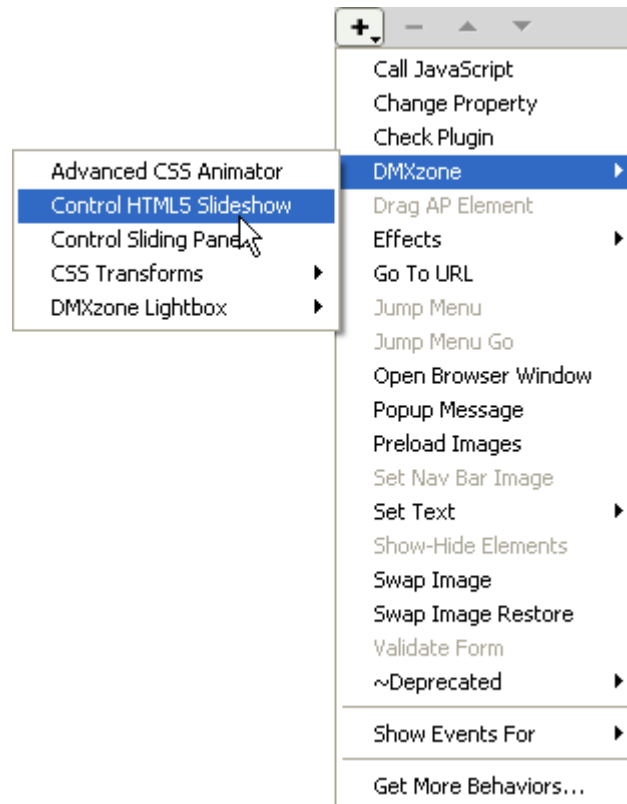 Call JavaScript
Change Property
Check Plugin
DMXzone
Drag AP Element
Effects
Go To URL
Jump Menu
Jump Menu Go
Open Browser Window
Popup Message
Preload Images
Set Nav Bar Image
Set Text
Show-Hide Elements
Swap Image
Swap Image Restore
Validate Form
~Deprecated
Show Events For
Get More Behaviors...
Advanced CSS Animator
Control HTML5 Slideshow
Control Sliding Panels
CSS Transforms
DMXzone Lightbox